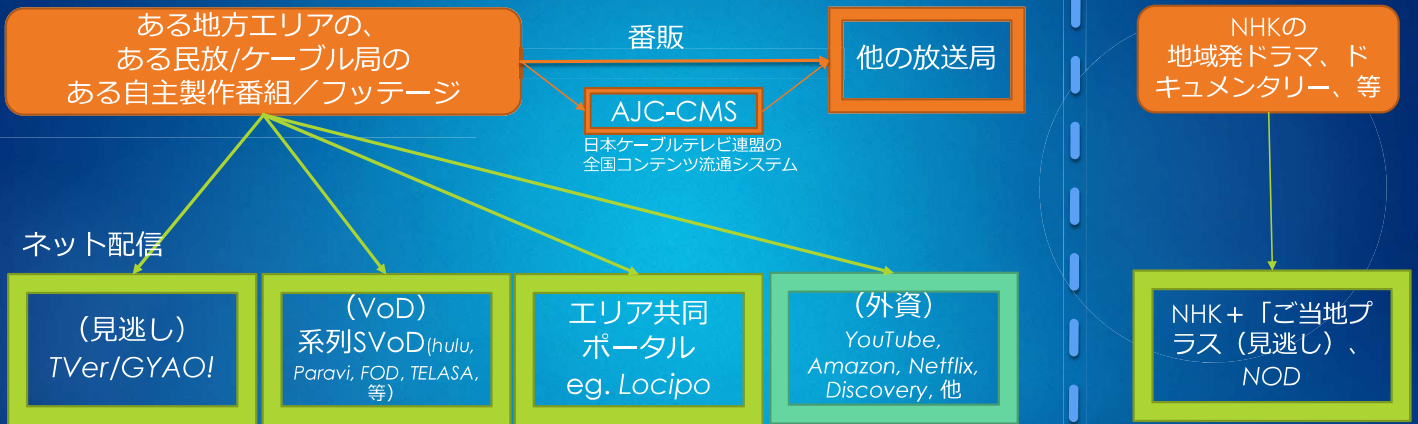 ある地方エリアの、
ある民放/ケーブル局の
ある自主製作番組／フッテージ
番販
AJC-CMS
日本ケーブルテレビ連盟の
全国コンテンツ流通システム
他の放送局
NHKの
地域発ドラマ、ド
キュメンタリー、等
ネット配信
（見逃し）
TVer/GYAO!
（VoD）
系列SVoD(hulu,
Paravi, FOD, TELASA,
等）
エリア共同
ポータル
eg. Locipo
（外資）
YouTube,
Amazon, Netflix,
Discovery, 他
NHK＋「ご当地プ
ラス（見逃し）、
NOD